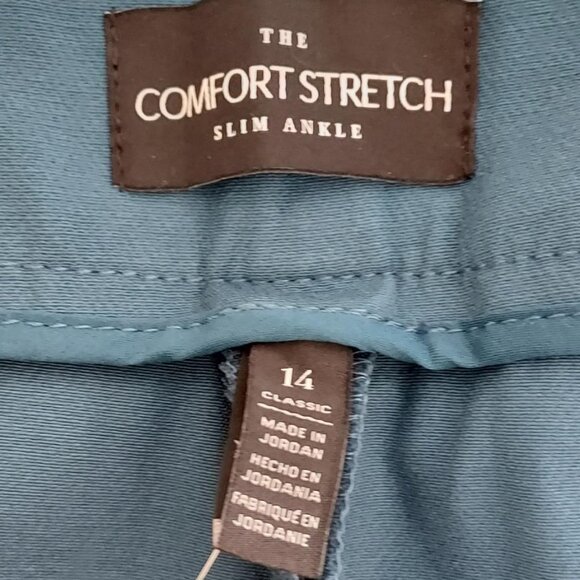 THE
COMFORT STRETCH
SLIM ANKLE
14
CLASSIC
MADE IN
JORDAN
HECHO EN
JORDANIA
FABRIQUÉ EN
JORDANIE